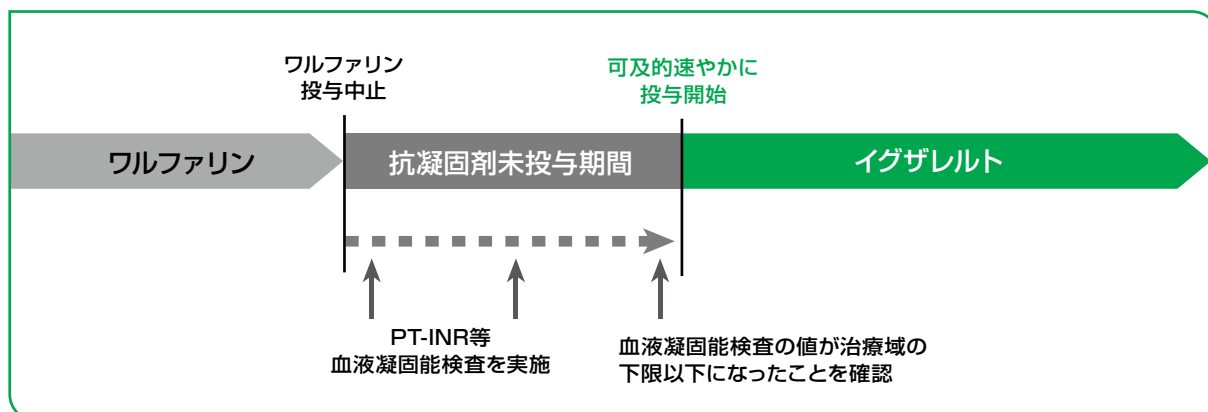 ワルファリン
投与中止
可及的速やかに
投与開始
ワルファリン
抗凝固剤未投与期間
イグザレルト
PT-INR等
血液凝固能検査を実施
血液凝固能検査の値が治療域の
下限以下になったことを確認